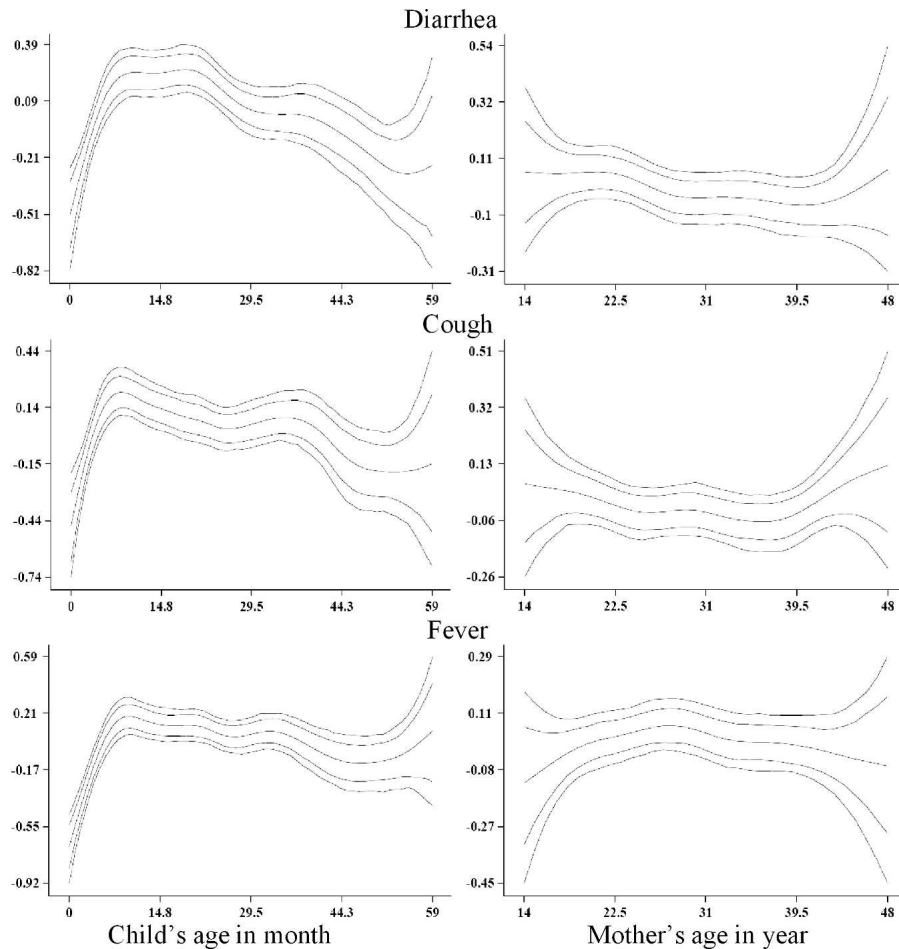 Diarrhea
0.39
0.09
-0.21
-0.51
-0.82
0 14.8 29.5 44.3 59
0.54
0.32
0.11
-0.1
-0.31
14 22.5 31 39.5 48
Cough
0.44
0.14
-0.15
-0.44
-0.74
0 14.8 29.5 44.3 59
0.51
0.32
0.13
-0.06
-0.26
14 22.5 31 39.5 48
Fever
0.59
0.21
-0.17
-0.55
-0.92
0 14.8 29.5 44.3 59
Child's age in month
0.29
0.11
-0.08
-0.27
-0.45
14 22.5 31 39.5 48
Mother's age in year